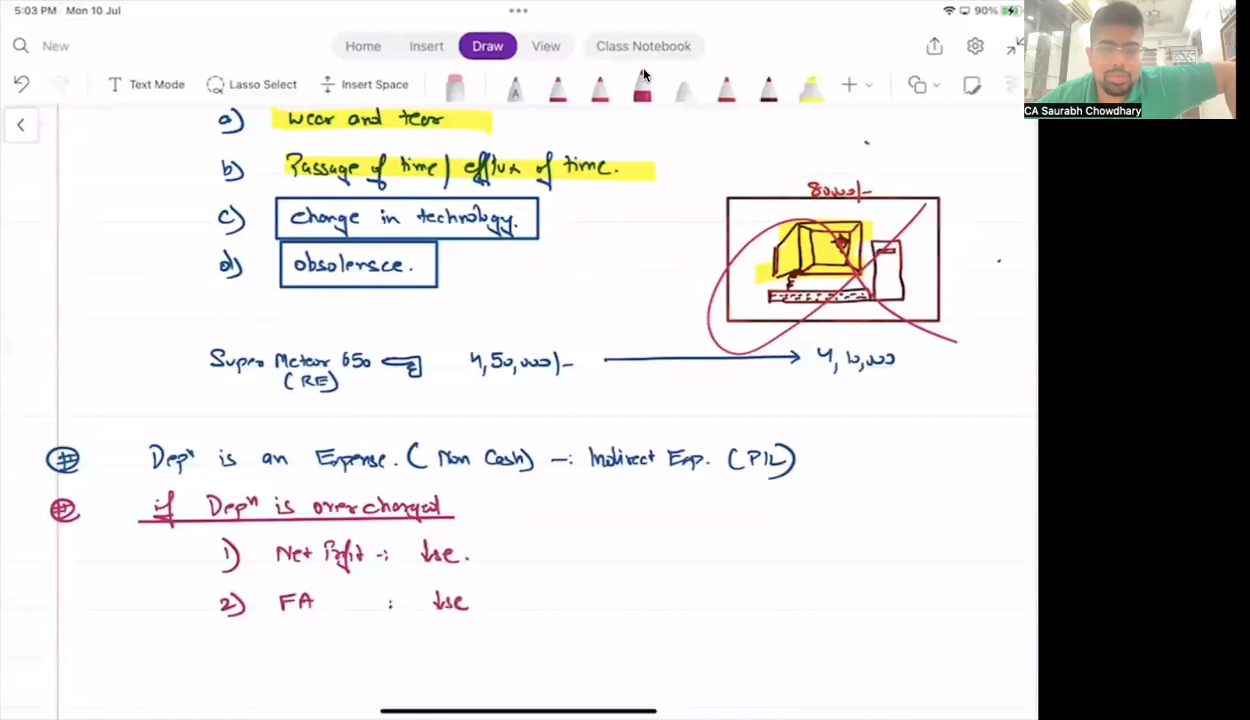 5:03 PM Mon 10 Jul
90%
New
Home Insert Draw View Class Notebook
Text Mode Lasso Select Insert Space
CA Saurabh Chowdhary
a) Wear and tear
b) Passage of time/ efflux of time.
c) change in technology.
d) obsolensce.
80000/-
Super Meteor 650 4,50,000/- 4,10,000
(RE)
# Depⁿ is an Expense. (Non Cash) -: Indirect Exp. (P/L)
# if Depⁿ is overcharged
1) Net Profit -: ↓se.
2) FA : ↓se